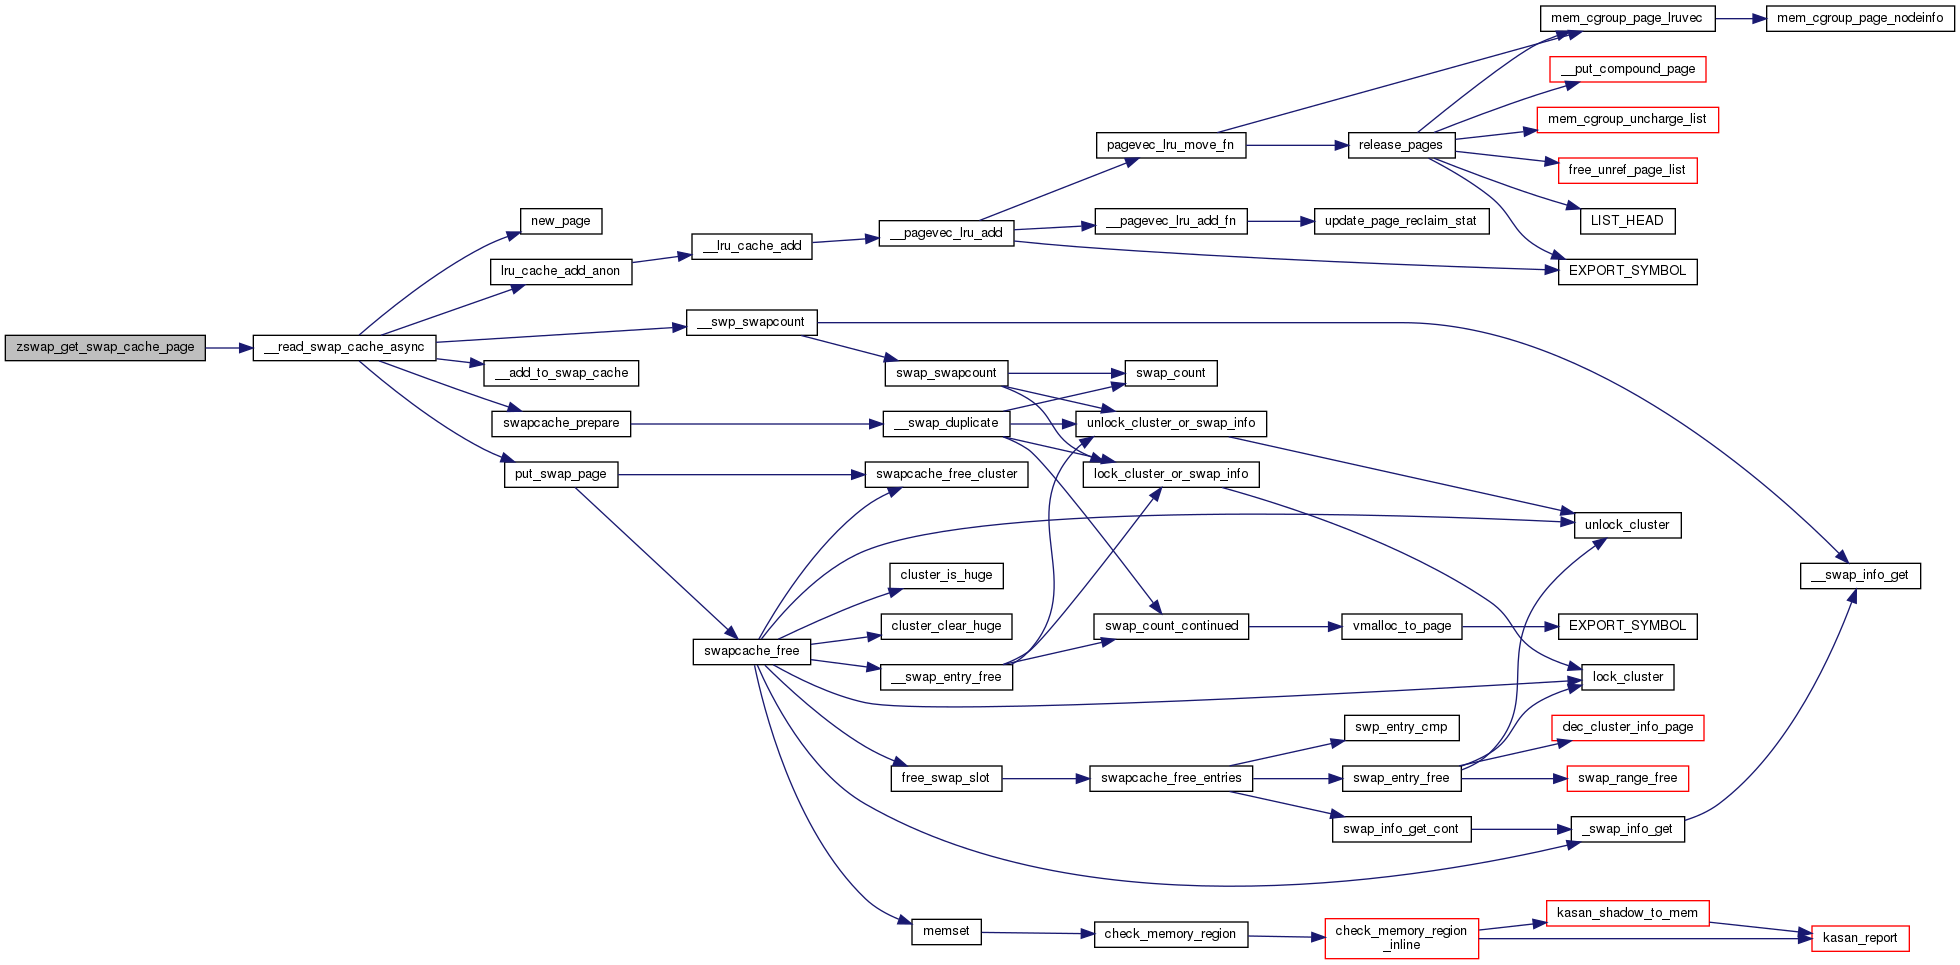 mem_cgroup_page_lruvec
mem_cgroup_page_nodeinfo
__put_compound_page
mem_cgroup_uncharge_list
pagevec_lru_move_fn
release_pages
free_unref_page_list
new_page
__pagevec_lru_add_fn
update_page_reclaim_stat
LIST_HEAD
__lru_cache_add
__pagevec_lru_add
lru_cache_add_anon
EXPORT_SYMBOL
__swp_swapcount
zswap_get_swap_cache_page
__read_swap_cache_async
__add_to_swap_cache
swap_swapcount
swap_count
swapcache_prepare
__swap_duplicate
unlock_cluster_or_swap_info
put_swap_page
swapcache_free_cluster
lock_cluster_or_swap_info
unlock_cluster
cluster_is_huge
__swap_info_get
cluster_clear_huge
swap_count_continued
vmalloc_to_page
EXPORT_SYMBOL
swapcache_free
__swap_entry_free
lock_cluster
swp_entry_cmp
dec_cluster_info_page
free_swap_slot
swapcache_free_entries
swap_entry_free
swap_range_free
swap_info_get_cont
_swap_info_get
memset
check_memory_region
check_memory_region
_inline
kasan_shadow_to_mem
kasan_report